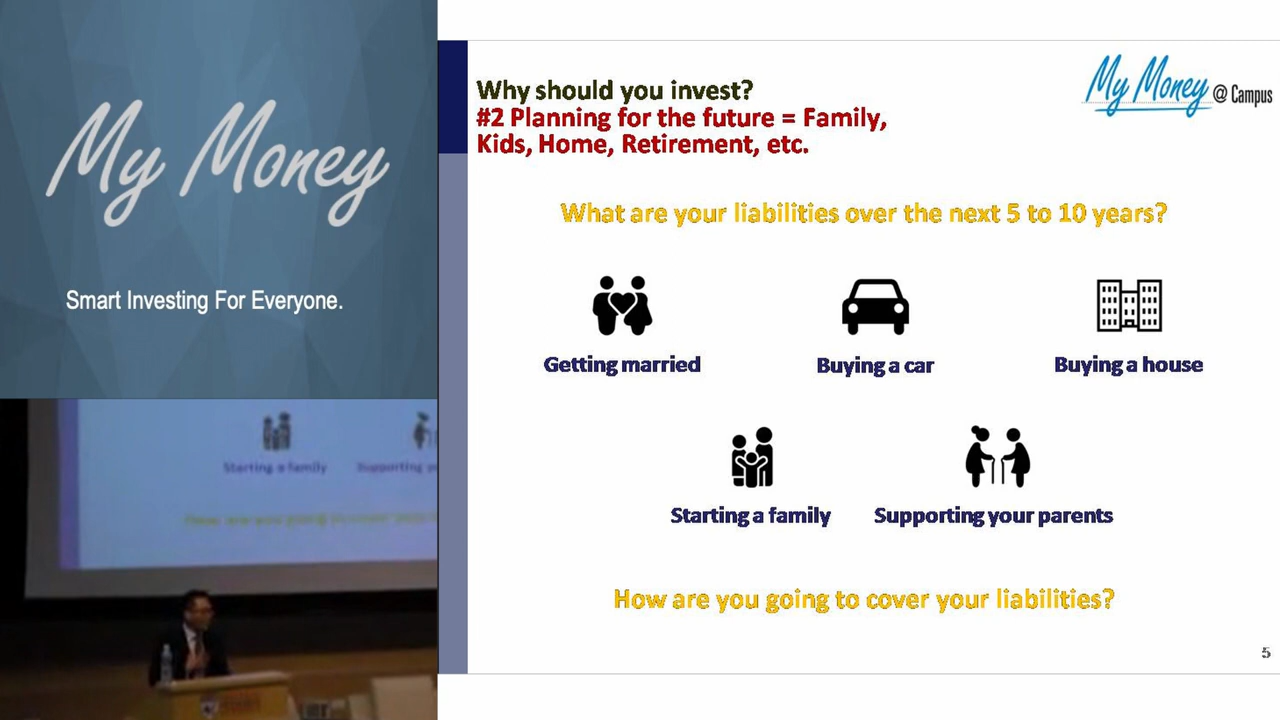 My Money
Smart Investing For Everyone.
Starting a family
Supporting
Why should you invest?
#2 Planning for the future = Family,
Kids, Home, Retirement, etc.
My Money @ Campus
What are your liabilities over the next 5 to 10 years?
Getting married
Buying a car
Buying a house
Starting a family
Supporting your parents
How are you going to cover your liabilities?
5